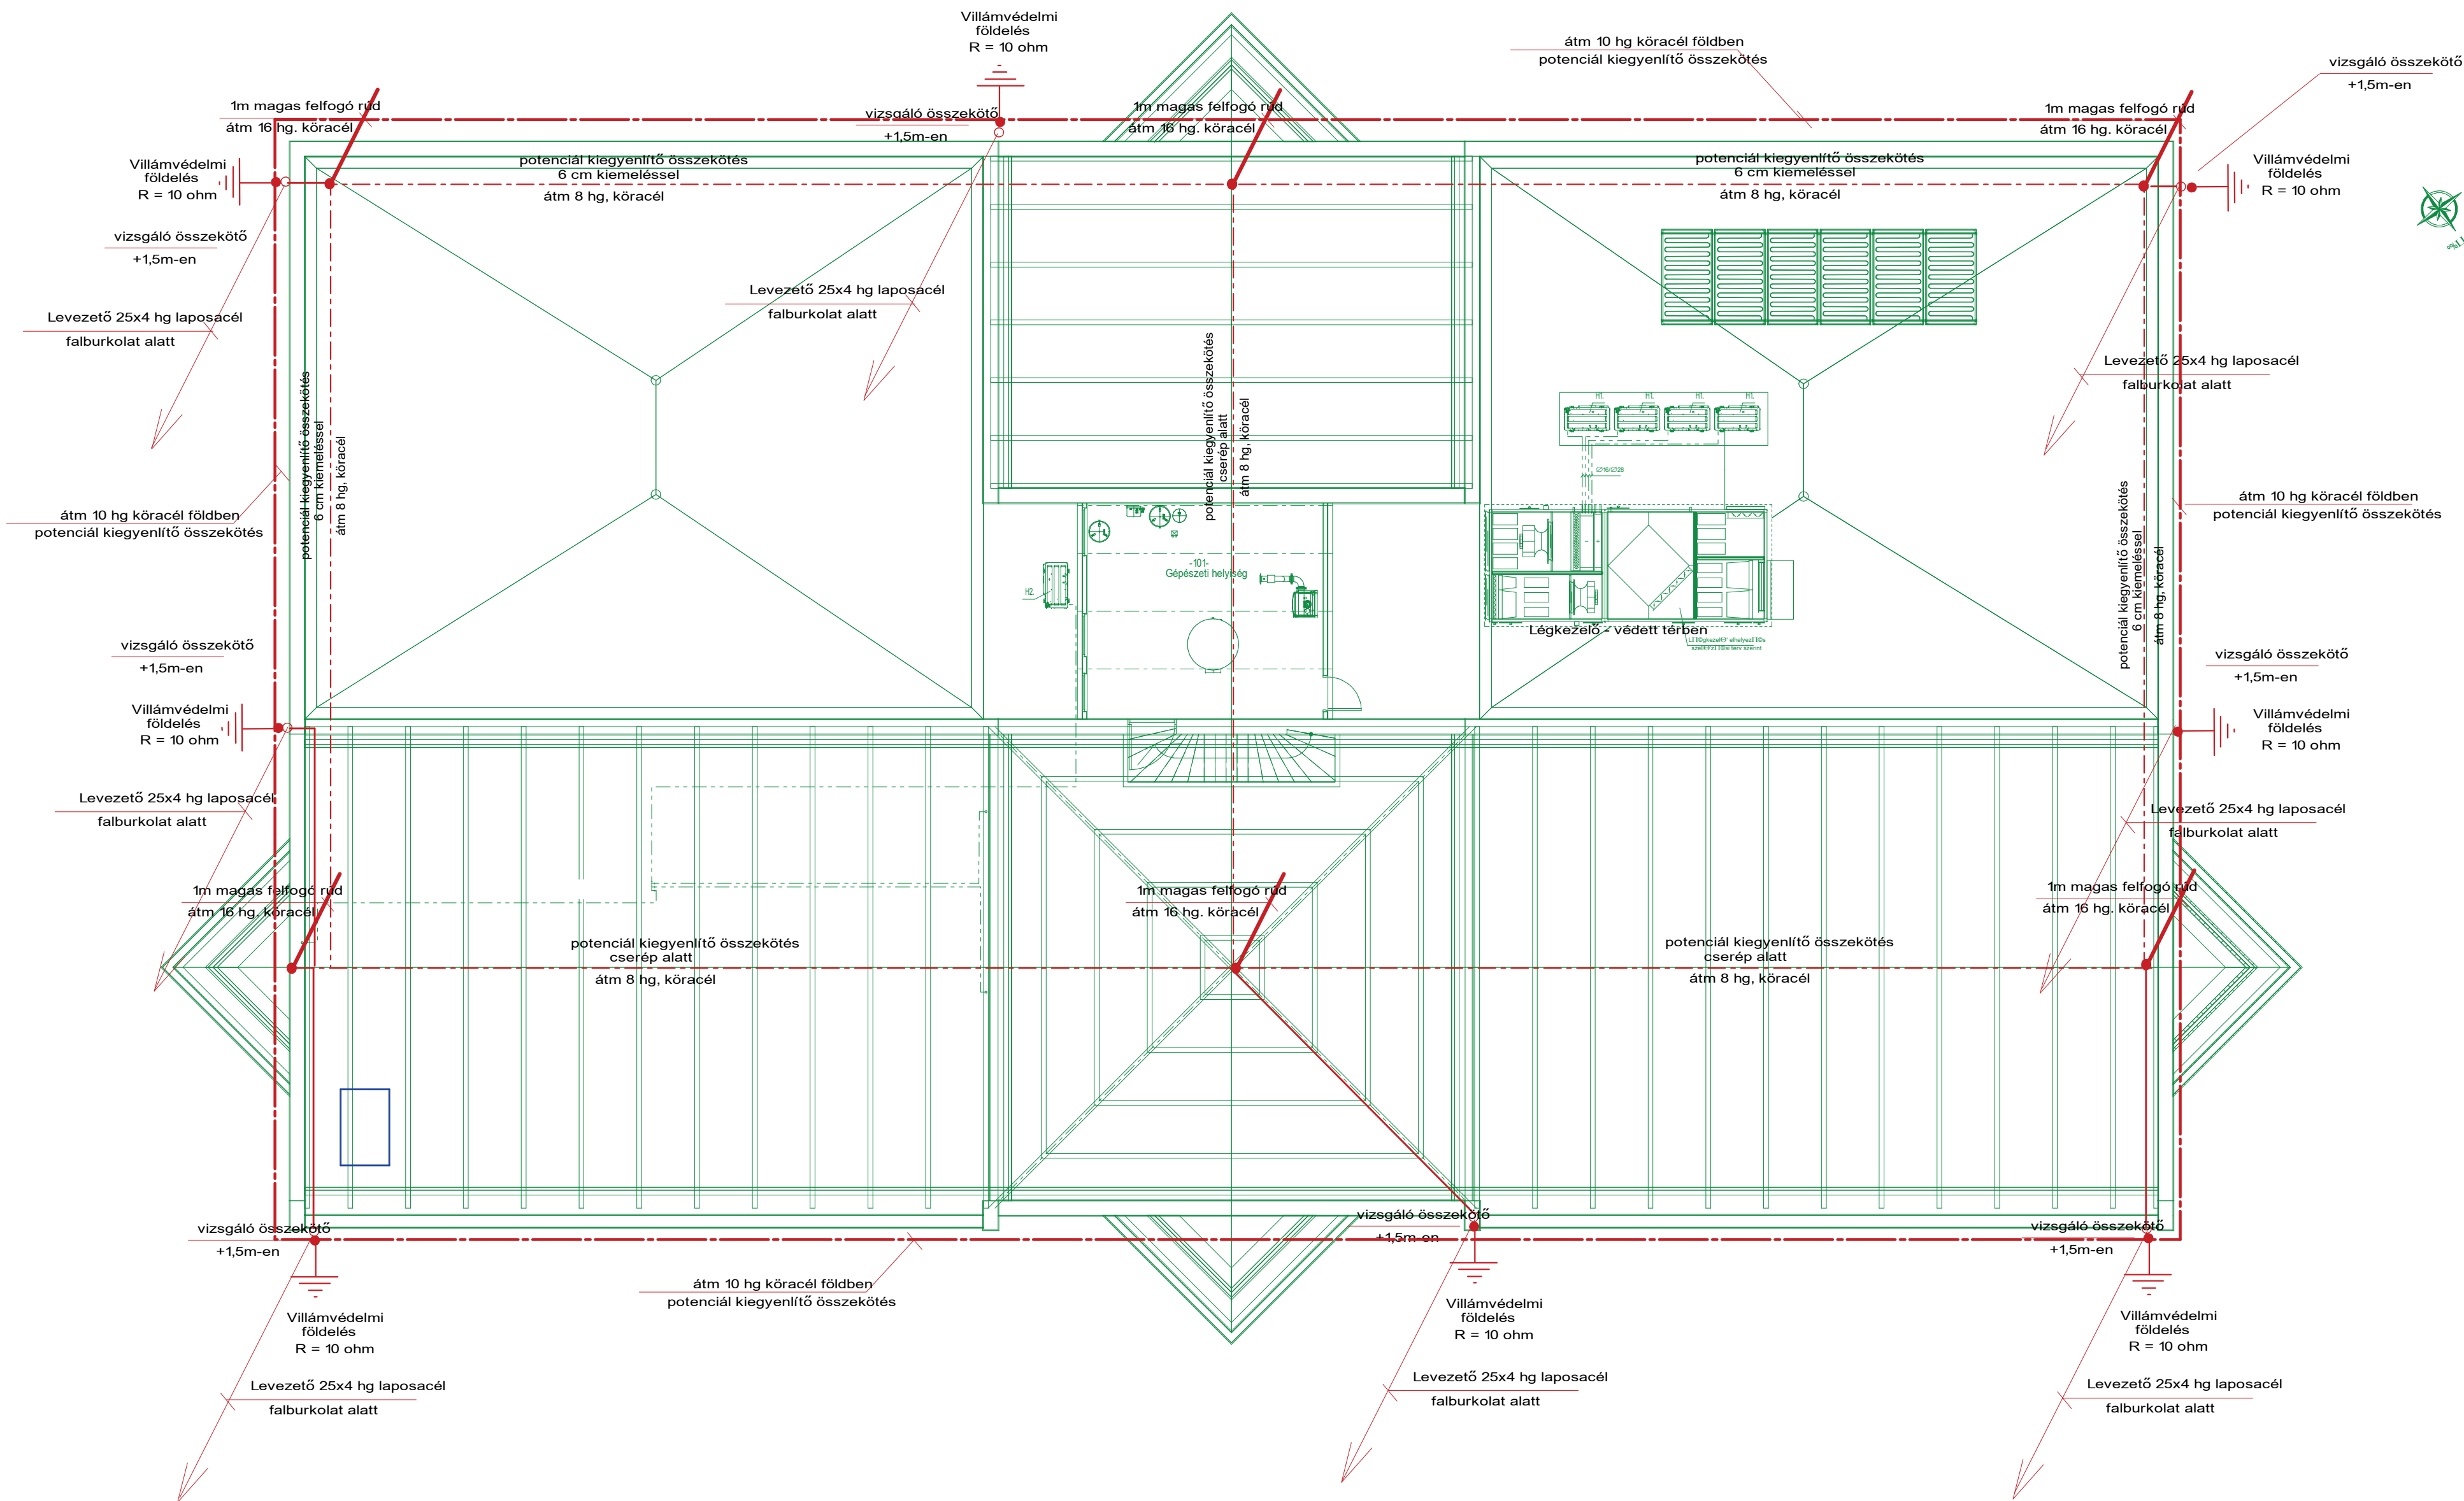 Villámvédelmi
földelés
R = 10 ohm
átm 10 hg köracél földben
potenciál kiegyenlítő összekötés
vizsgáló összekötő
+1,5m-en
1m magas felfogó rúd
átm 16 hg. köracél
vizsgáló összekötő
+1,5m-en
1m magas felfogó rúd
átm 16 hg. köracél
1m magas felfogó rúd
átm 16 hg. köracél
Villámvédelmi
földelés
R = 10 ohm
potenciál kiegyenlítő összekötés
6 cm kiemeléssel
átm 8 hg, köracél
potenciál kiegyenlítő összekötés
6 cm kiemeléssel
átm 8 hg, köracél
Villámvédelmi
földelés
R = 10 ohm
vizsgáló összekötő
+1,5m-en
Levezető 25x4 hg laposacél
falburkolat alatt
Levezető 25x4 hg laposacél
falburkolat alatt
Levezető 25x4 hg laposacél
falburkolat alatt
potenciál kiegyenlítő összekötés
6 cm kiemeléssel
átm 8 hg, köracél
potenciál kiegyenlítő összekötés
cserép alatt
átm 8 hg, köracél
H1.
H1.
H1.
H1.
∅16/∅28
átm 10 hg köracél földben
potenciál kiegyenlítő összekötés
átm 10 hg köracél földben
potenciál kiegyenlítő összekötés
potenciál kiegyenlítő összekötés
6 cm kiemeléssel
átm 8 hg, köracél
-101-
Gépészeti helyiség
H2.
Légkezelő - védett térben
szerint
vizsgáló összekötő
+1,5m-en
vizsgáló összekötő
+1,5m-en
Villámvédelmi
földelés
R = 10 ohm
Villámvédelmi
földelés
R = 10 ohm
Levezető 25x4 hg laposacél
falburkolat alatt
Levezető 25x4 hg laposacél
falburkolat alatt
1m magas felfogó rúd
átm 16 hg. köracél
1m magas felfogó rúd
átm 16 hg. köracél
1m magas felfogó rúd
átm 16 hg. köracél
potenciál kiegyenlítő összekötés
cserép alatt
átm 8 hg, köracél
potenciál kiegyenlítő összekötés
cserép alatt
átm 8 hg, köracél
vizsgáló összekötő
+1,5m-en
vizsgáló összekötő
+1,5m-en
vizsgáló összekötő
+1,5m-en
átm 10 hg köracél földben
potenciál kiegyenlítő összekötés
Villámvédelmi
földelés
R = 10 ohm
Villámvédelmi
földelés
R = 10 ohm
Villámvédelmi
földelés
R = 10 ohm
Levezető 25x4 hg laposacél
falburkolat alatt
Levezető 25x4 hg laposacél
falburkolat alatt
Levezető 25x4 hg laposacél
falburkolat alatt